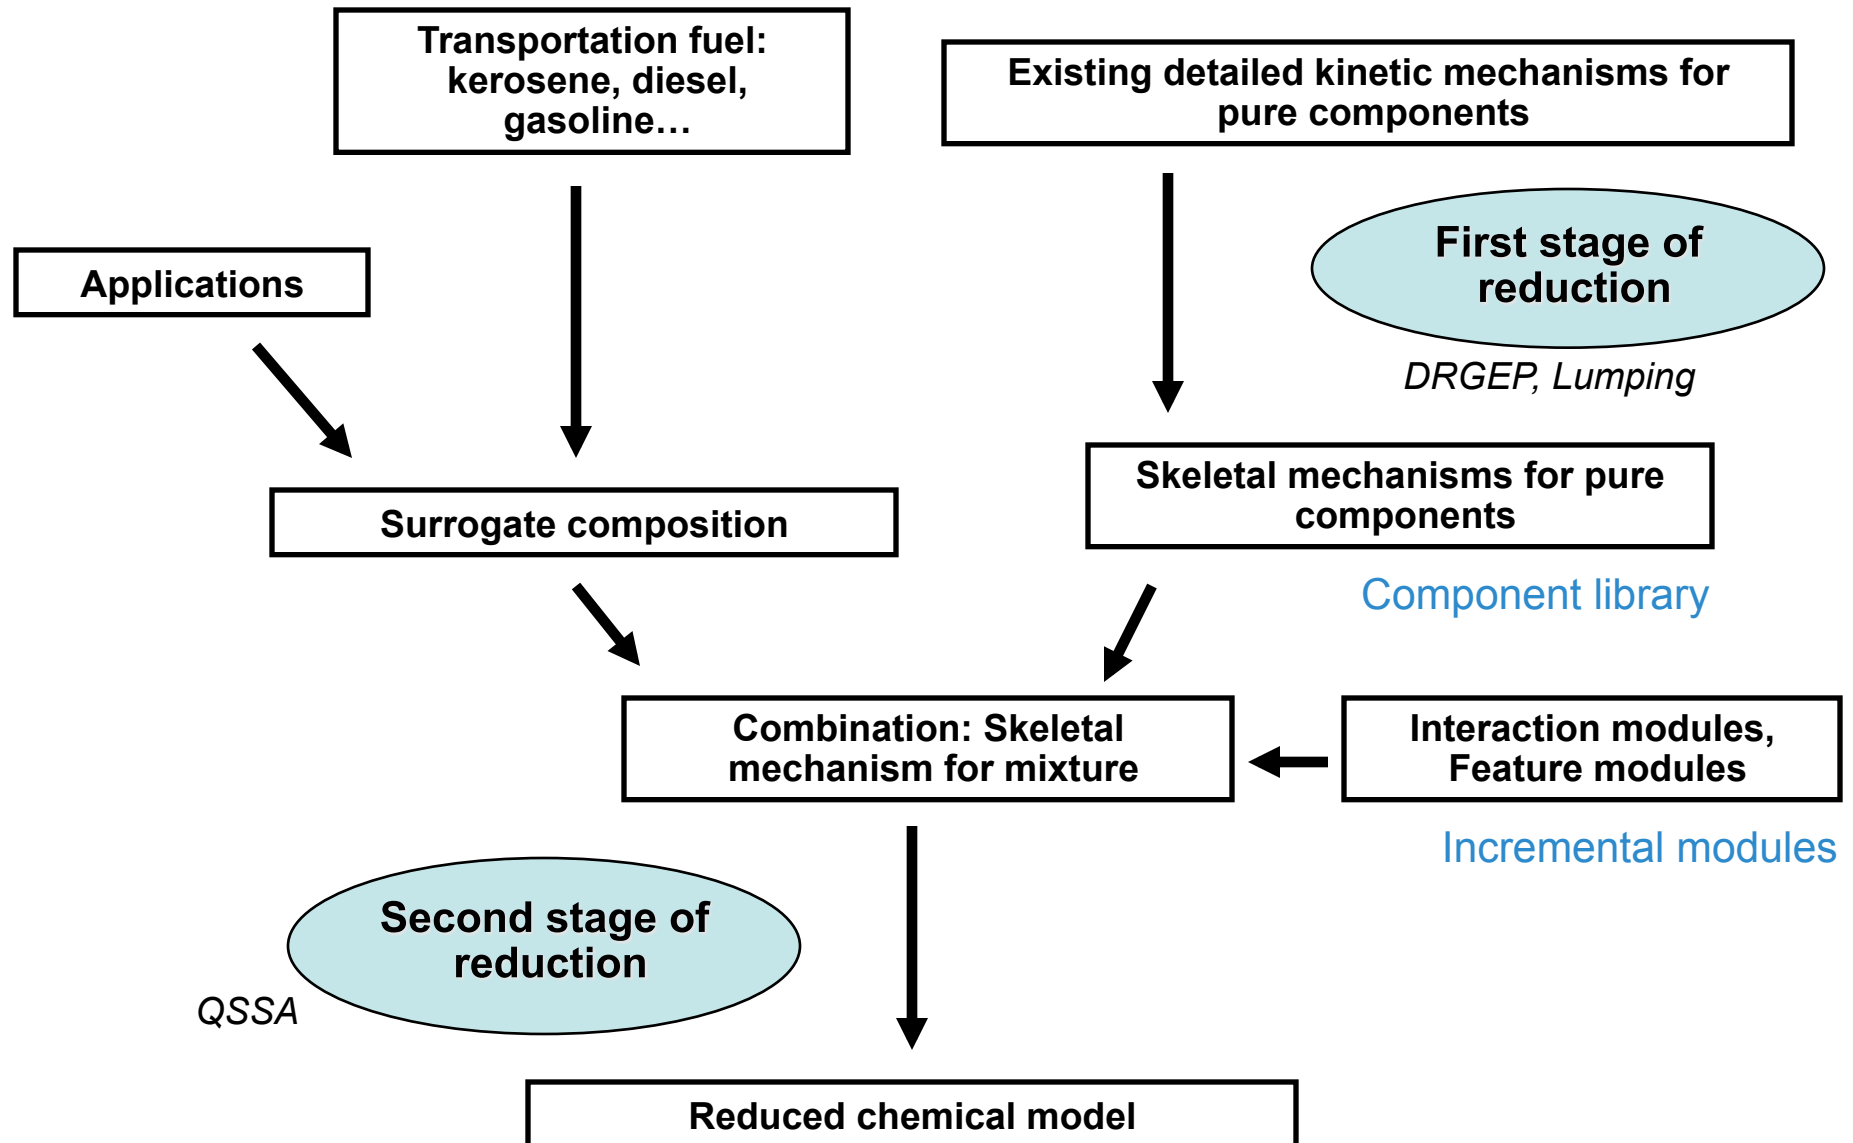 Transportation fuel:
kerosene, diesel,
gasoline…
Existing detailed kinetic mechanisms for
pure components
Applications
First stage of
reduction
DRGEP, Lumping
Surrogate composition
Skeletal mechanisms for pure
components
Component library
Combination: Skeletal
mechanism for mixture
Interaction modules,
Feature modules
Incremental modules
Second stage of
reduction
QSSA
Reduced chemical model